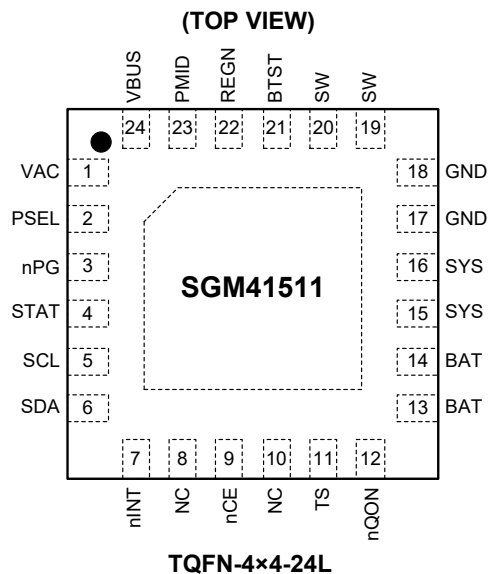 (TOP VIEW)
VBUS
PMID
REGN
BTST
SW
SW
24
23
22
21
20
19
VAC 1
PSEL 2
nPG 3
STAT 4
SCL 5
SDA 6
SGM41511
18 GND
17 GND
16 SYS
15 SYS
14 BAT
13 BAT
7
8
9
10
11
12
nINT
NC
nCE
NC
TS
nQON
TQFN-4×4-24L